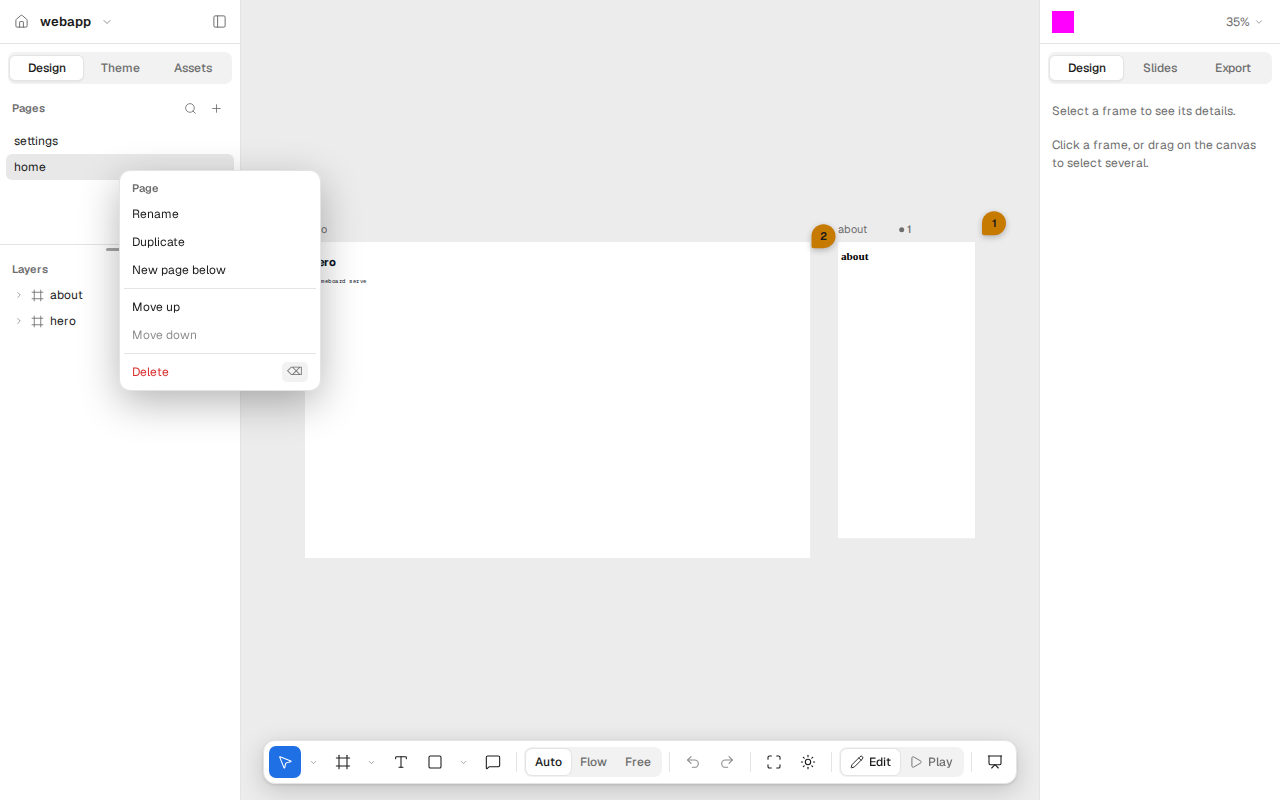 webapp
35%
Design Theme Assets
Design Slides Export
Pages
settings
home
Page
Rename
Duplicate
New page below
Move up
Move down
Delete
Layers
about
hero
2
about
1
1
about
Select a frame to see its details.
Click a frame, or drag on the canvas
to select several.
Auto Flow Free
Edit Play